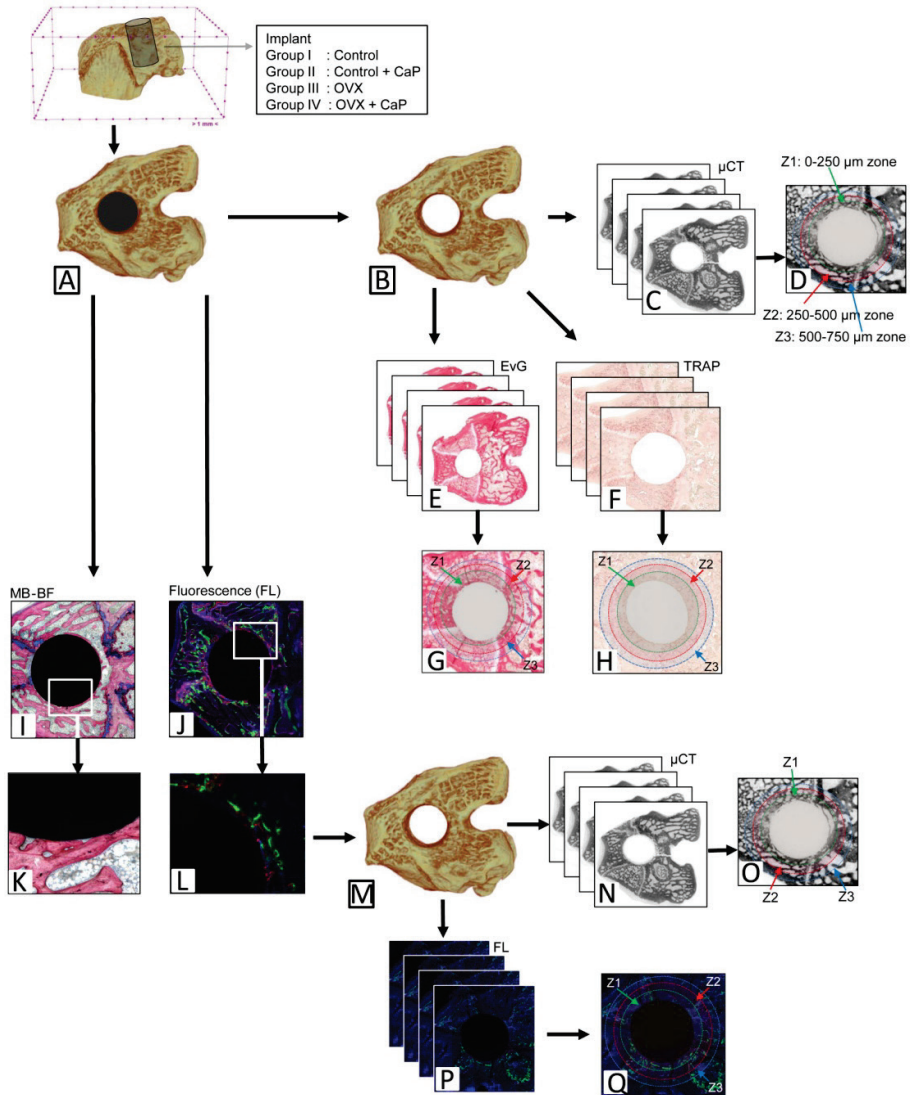 Implant
Group I : Control
Group II : Control + CaP
Group III : OVX
Group IV : OVX + CaP
> 1 mm <
A
B
µCT
C
Z1: 0-250 µm zone
D
Z2: 250-500 µm zone
Z3: 500-750 µm zone
EvG
E
TRAP
F
Z1
Z2
G
Z3
Z1
Z2
H
Z3
MB-BF
I
Fluorescence (FL)
J
K
L
M
µCT
N
Z1
O
Z2
Z3
FL
P
Z1
Z2
Q
Z3